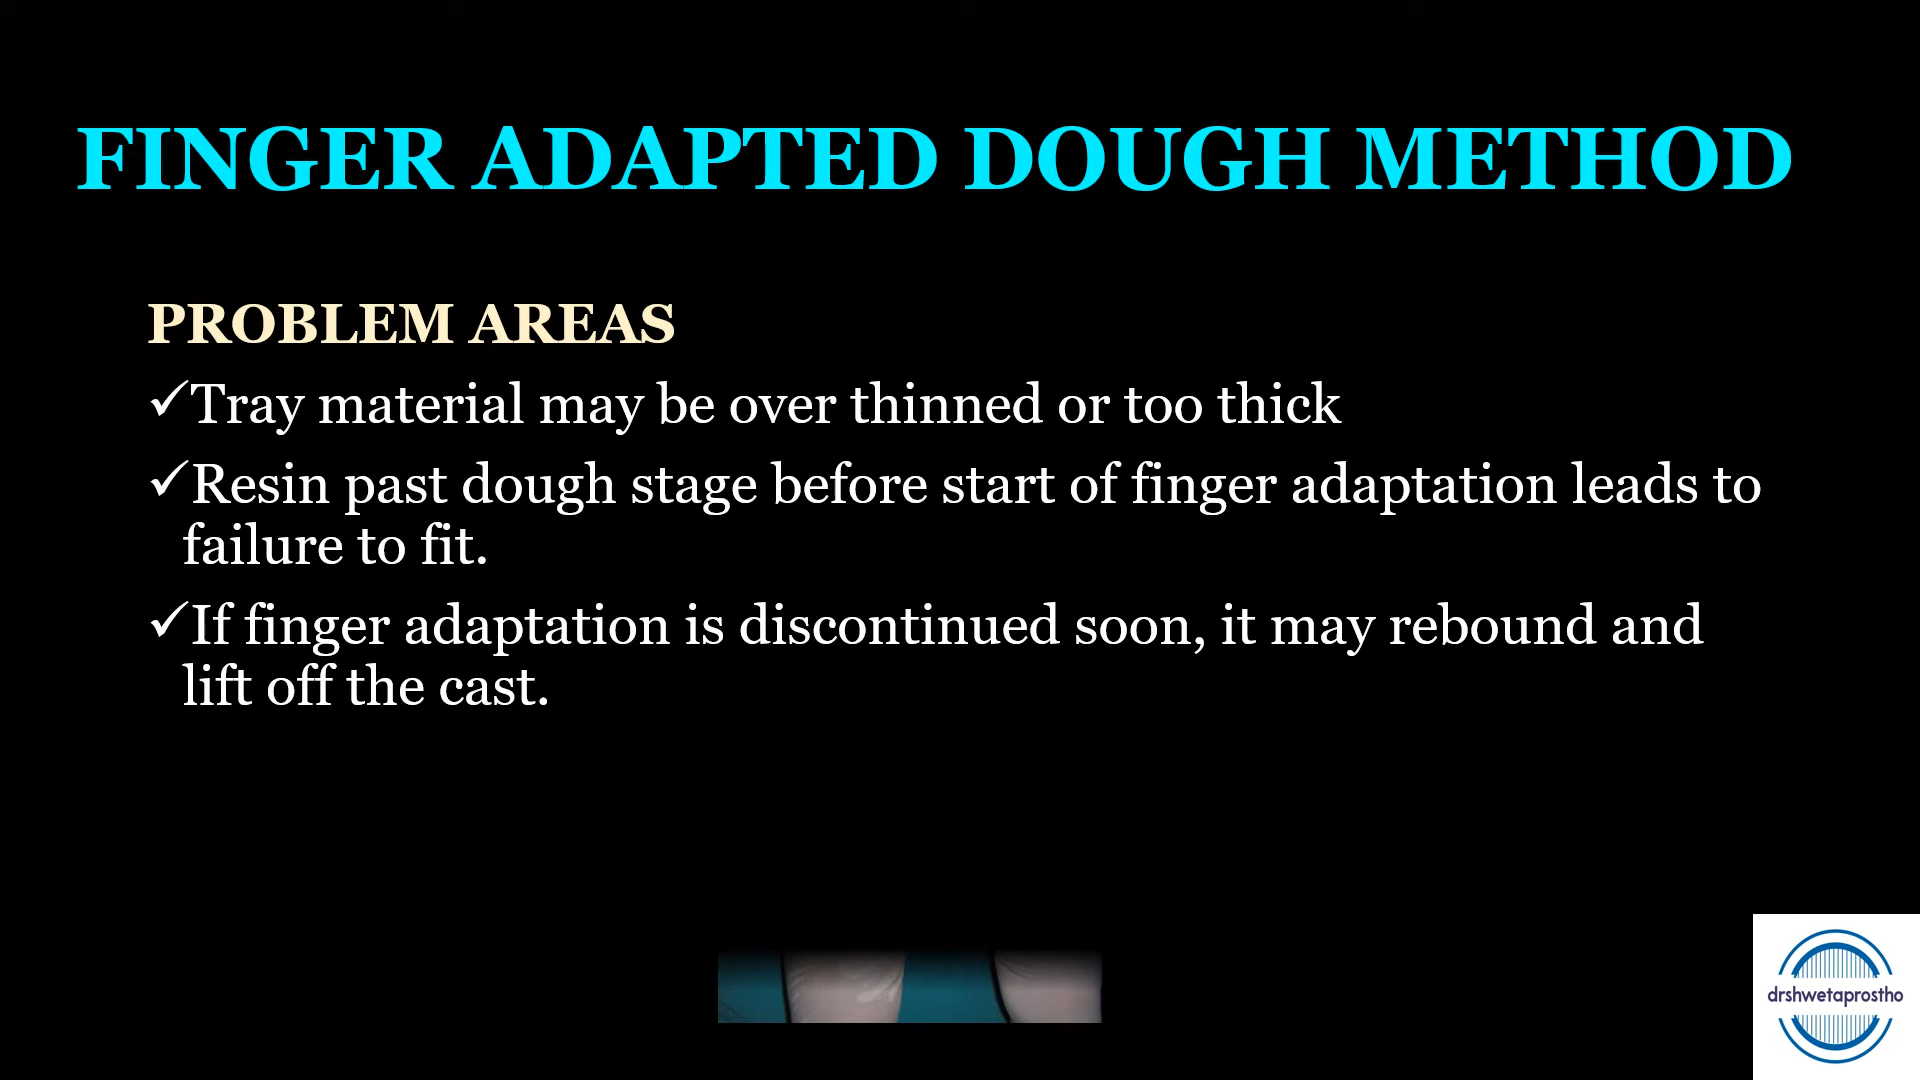 FINGER ADAPTED DOUGH METHOD
PROBLEM AREAS
✓Tray material may be over thinned or too thick
✓Resin past dough stage before start of finger adaptation leads to
failure to fit.
✓If finger adaptation is discontinued soon, it may rebound and
lift off the cast.
drshwetaprostho